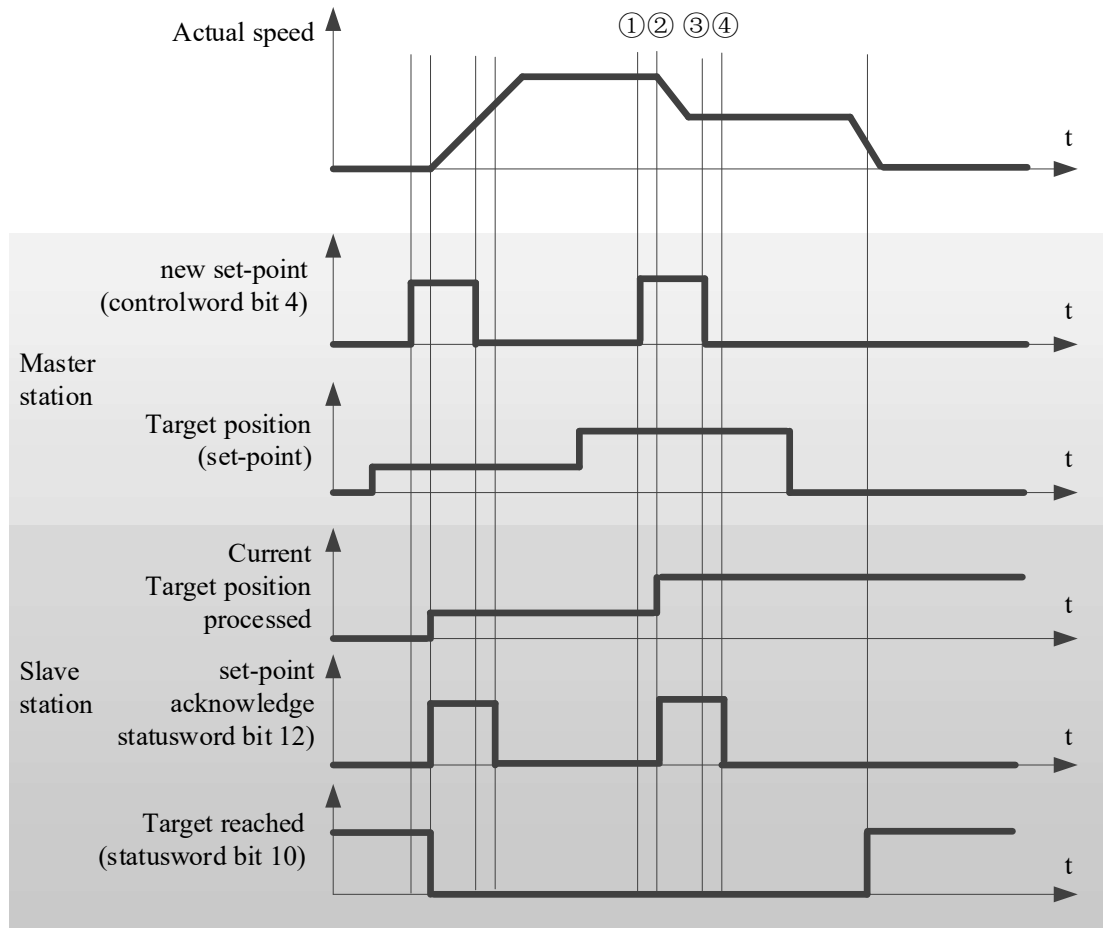 Actual speed
①② ③④
t
new set-point
(controlword bit 4)
t
Master
station
Target position
(set-point)
t
Current
Target position
processed
t
Slave
station
set-point
acknowledge
statusword bit 12)
t
Target reached
(statusword bit 10)
t